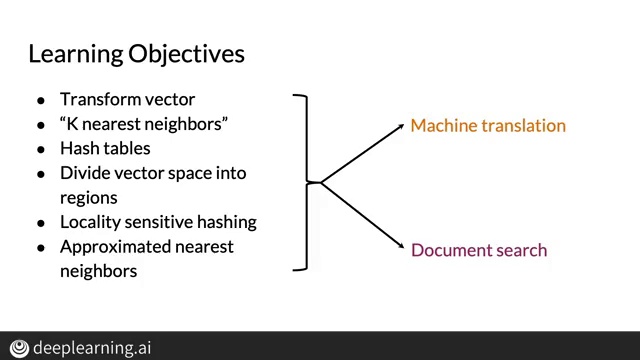 Learning Objectives
● Transform vector
● “K nearest neighbors”
● Hash tables
● Divide vector space into
regions
● Locality sensitive hashing
● Approximated nearest
neighbors
Machine translation
Document search
deeplearning.ai